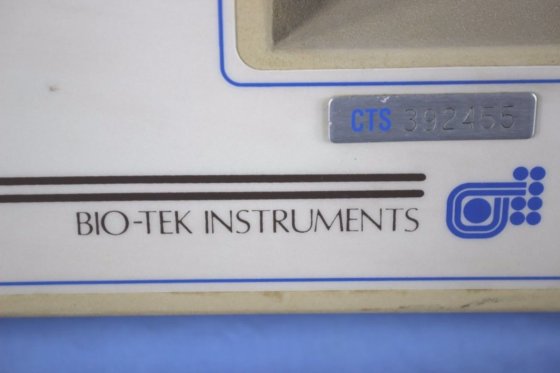 CTS 392455
BIO-TEK INSTRUMENTS